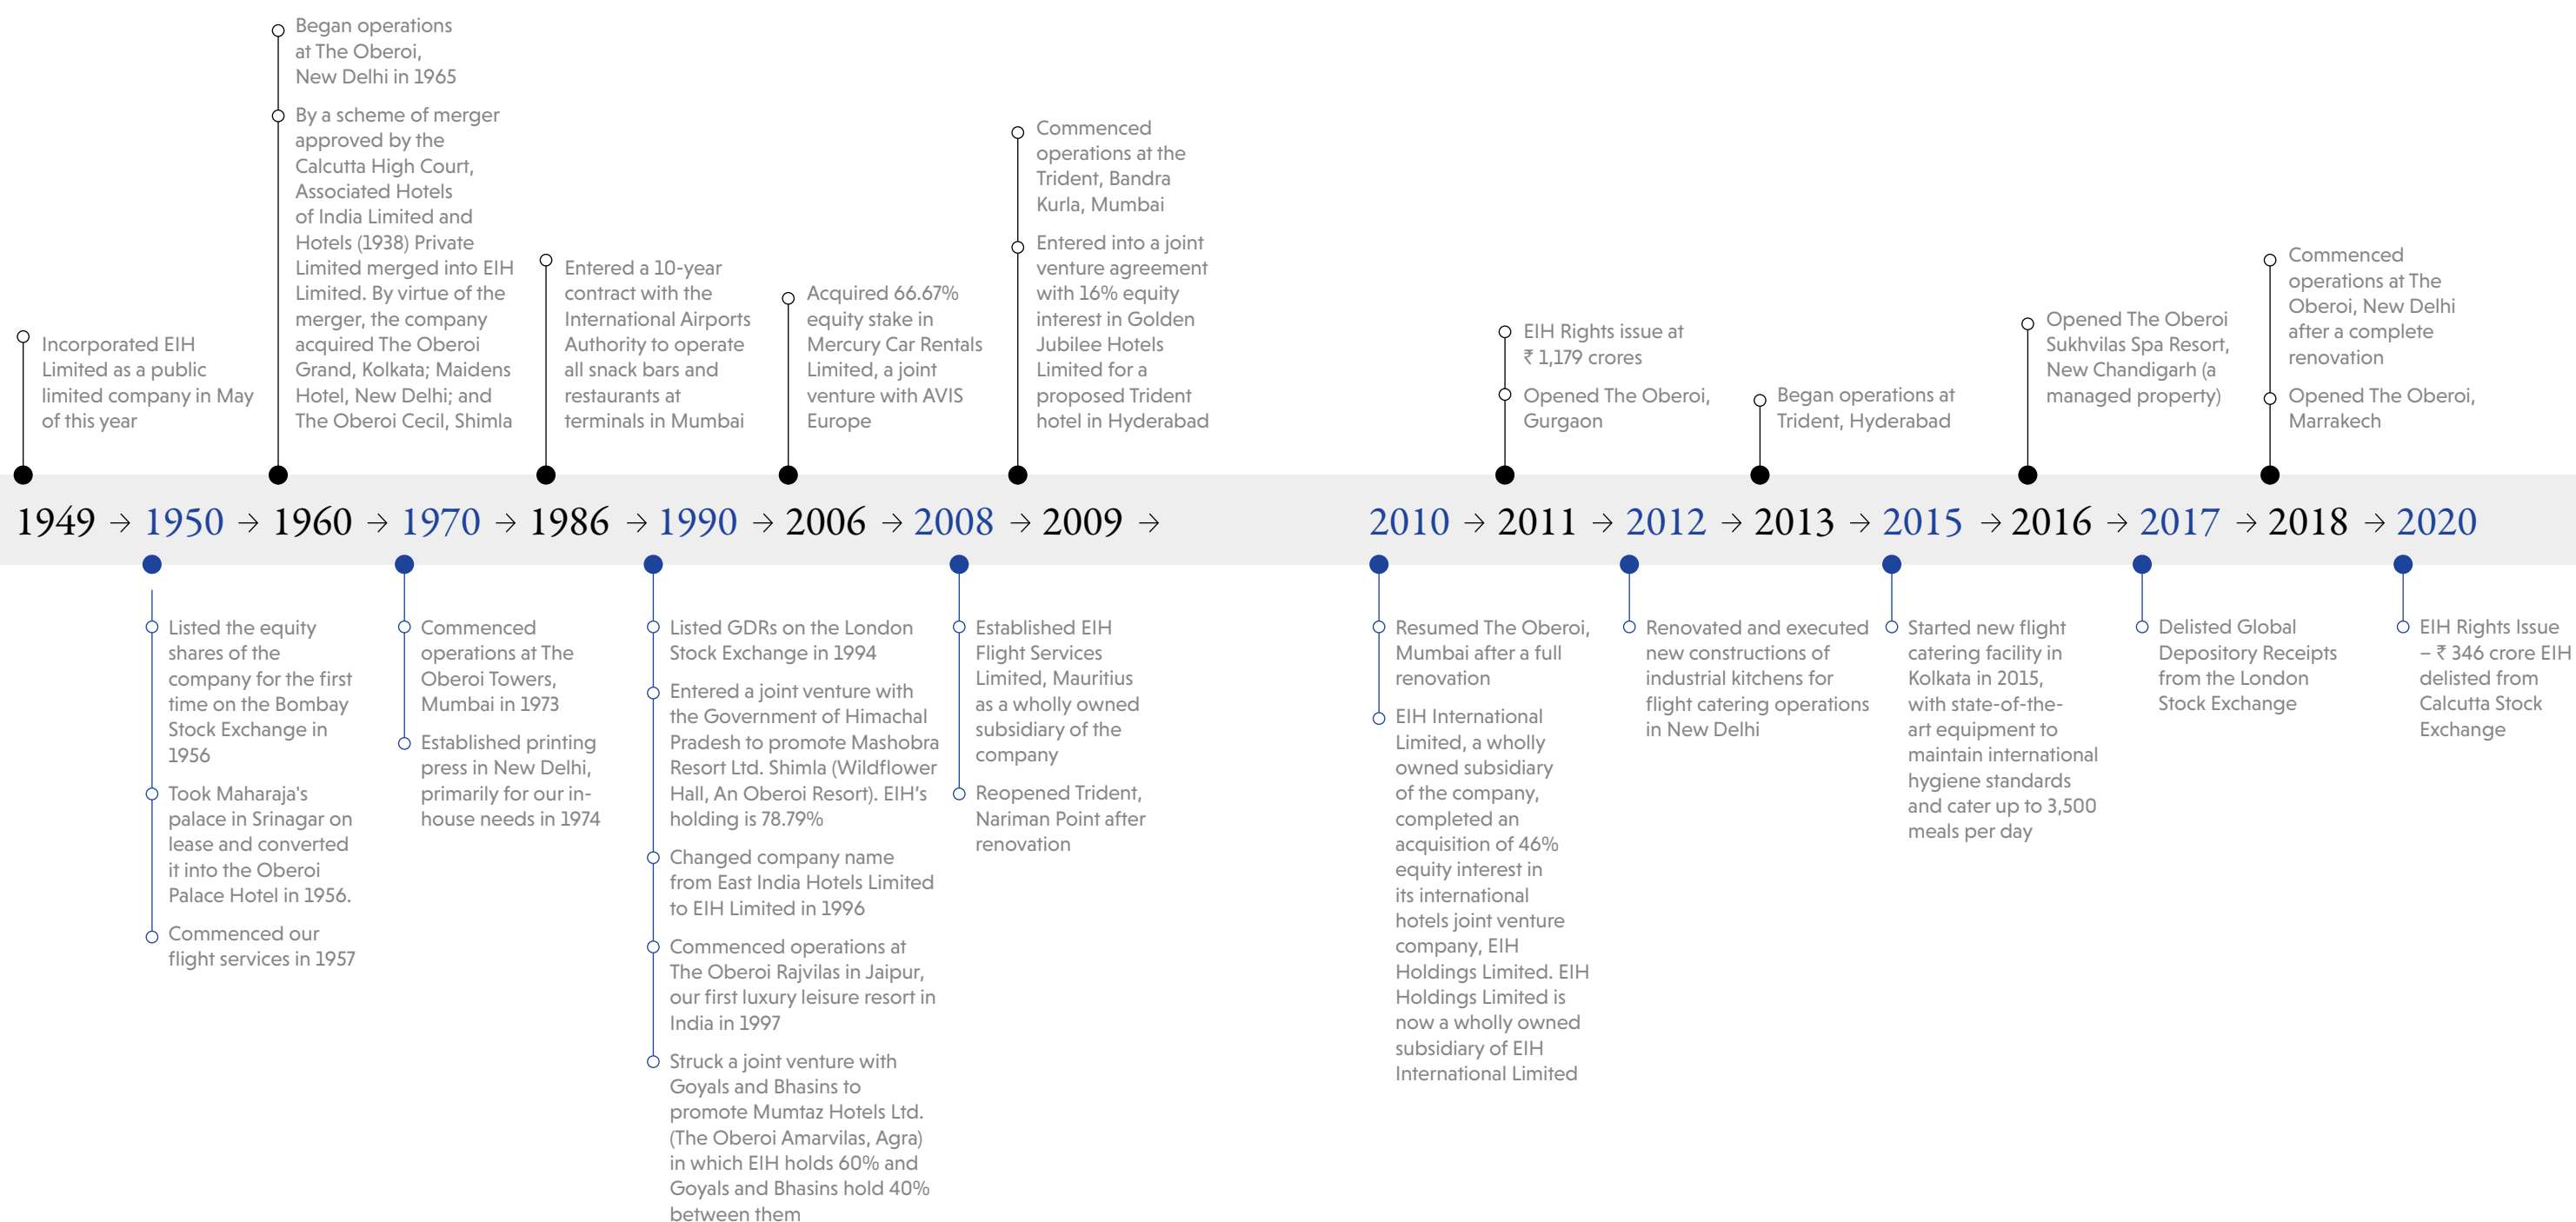 Began operations
at The Oberoi,
New Delhi in 1965
By a scheme of merger
approved by the
Calcutta High Court,
Associated Hotels
of India Limited and
Hotels (1938) Private
Limited merged into EIH
Limited. By virtue of the
merger, the company
acquired The Oberoi
Grand, Kolkata; Maidens
Hotel, New Delhi; and
The Oberoi Cecil, Shimla
Incorporated EIH
Limited as a public
limited company in May
of this year
Entered a 10-year
contract with the
International Airports
Authority to operate
all snack bars and
restaurants at
terminals in Mumbai
Acquired 66.67%
equity stake in
Mercury Car Rentals
Limited, a joint
venture with AVIS
Europe
Commenced
operations at the
Trident, Bandra
Kurla, Mumbai
Entered into a joint
venture agreement
with 16% equity
interest in Golden
Jubilee Hotels
Limited for a
proposed Trident
hotel in Hyderabad
EIH Rights issue at
₹ 1,179 crores
Opened The Oberoi,
Gurgaon
Began operations at
Trident, Hyderabad
Opened The Oberoi
Sukhvilas Spa Resort,
New Chandigarh (a
managed property)
Commenced
operations at The
Oberoi, New Delhi
after a complete
renovation
Opened The Oberoi,
Marrakech
1949 → 1950 → 1960 → 1970 → 1986 → 1990 → 2006 → 2008 → 2009 → 2010 → 2011 → 2012 → 2013 → 2015 → 2016 → 2017 → 2018 → 2020
Listed the equity
shares of the
company for the first
time on the Bombay
Stock Exchange in
1956
Took Maharaja's
palace in Srinagar on
lease and converted
it into the Oberoi
Palace Hotel in 1956.
Commenced our
flight services in 1957
Commenced
operations at The
Oberoi Towers,
Mumbai in 1973
Established printing
press in New Delhi,
primarily for our in-
house needs in 1974
Listed GDRs on the London
Stock Exchange in 1994
Entered a joint venture with
the Government of Himachal
Pradesh to promote Mashobra
Resort Ltd. Shimla (Wildflower
Hall, An Oberoi Resort). EIH’s
holding is 78.79%
Changed company name
from East India Hotels Limited
to EIH Limited in 1996
Commenced operations at
The Oberoi Rajvilas in Jaipur,
our first luxury leisure resort in
India in 1997
Struck a joint venture with
Goyals and Bhasins to
promote Mumtaz Hotels Ltd.
(The Oberoi Amarvilas, Agra)
in which EIH holds 60% and
Goyals and Bhasins hold 40%
between them
Established EIH
Flight Services
Limited, Mauritius
as a wholly owned
subsidiary of the
company
Reopened Trident,
Nariman Point after
renovation
Resumed The Oberoi,
Mumbai after a full
renovation
EIH International
Limited, a wholly
owned subsidiary
of the company,
completed an
acquisition of 46%
equity interest in
its international
hotels joint venture
company, EIH
Holdings Limited. EIH
Holdings Limited is
now a wholly owned
subsidiary of EIH
International Limited
Renovated and executed
new constructions of
industrial kitchens for
flight catering operations
in New Delhi
Started new flight
catering facility in
Kolkata in 2015,
with state-of-the-
art equipment to
maintain international
hygiene standards
and cater up to 3,500
meals per day
Delisted Global
Depository Receipts
from the London
Stock Exchange
EIH Rights Issue
– ₹ 346 crore EIH
delisted from
Calcutta Stock
Exchange